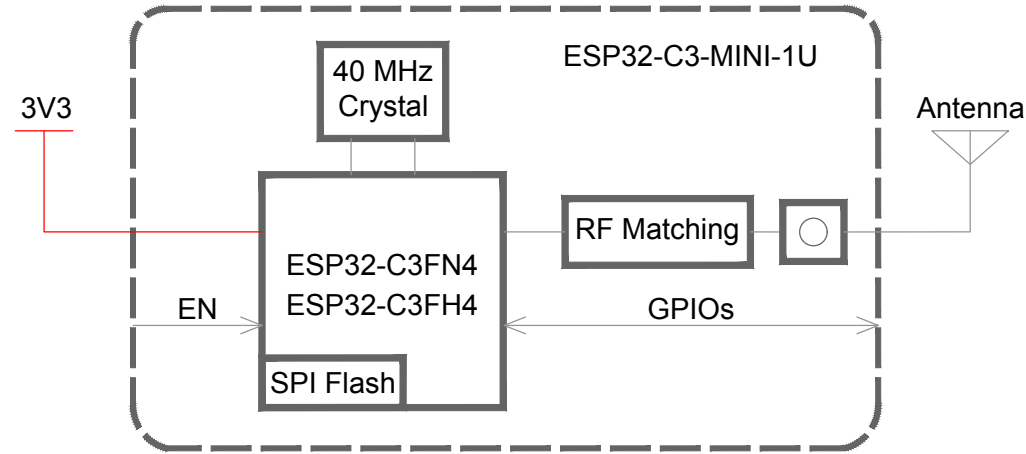 ESP32-C3-MINI-1U
40 MHz
Crystal
3V3
Antenna
RF Matching
ESP32-C3FN4
ESP32-C3FH4
EN
GPIOs
SPI Flash